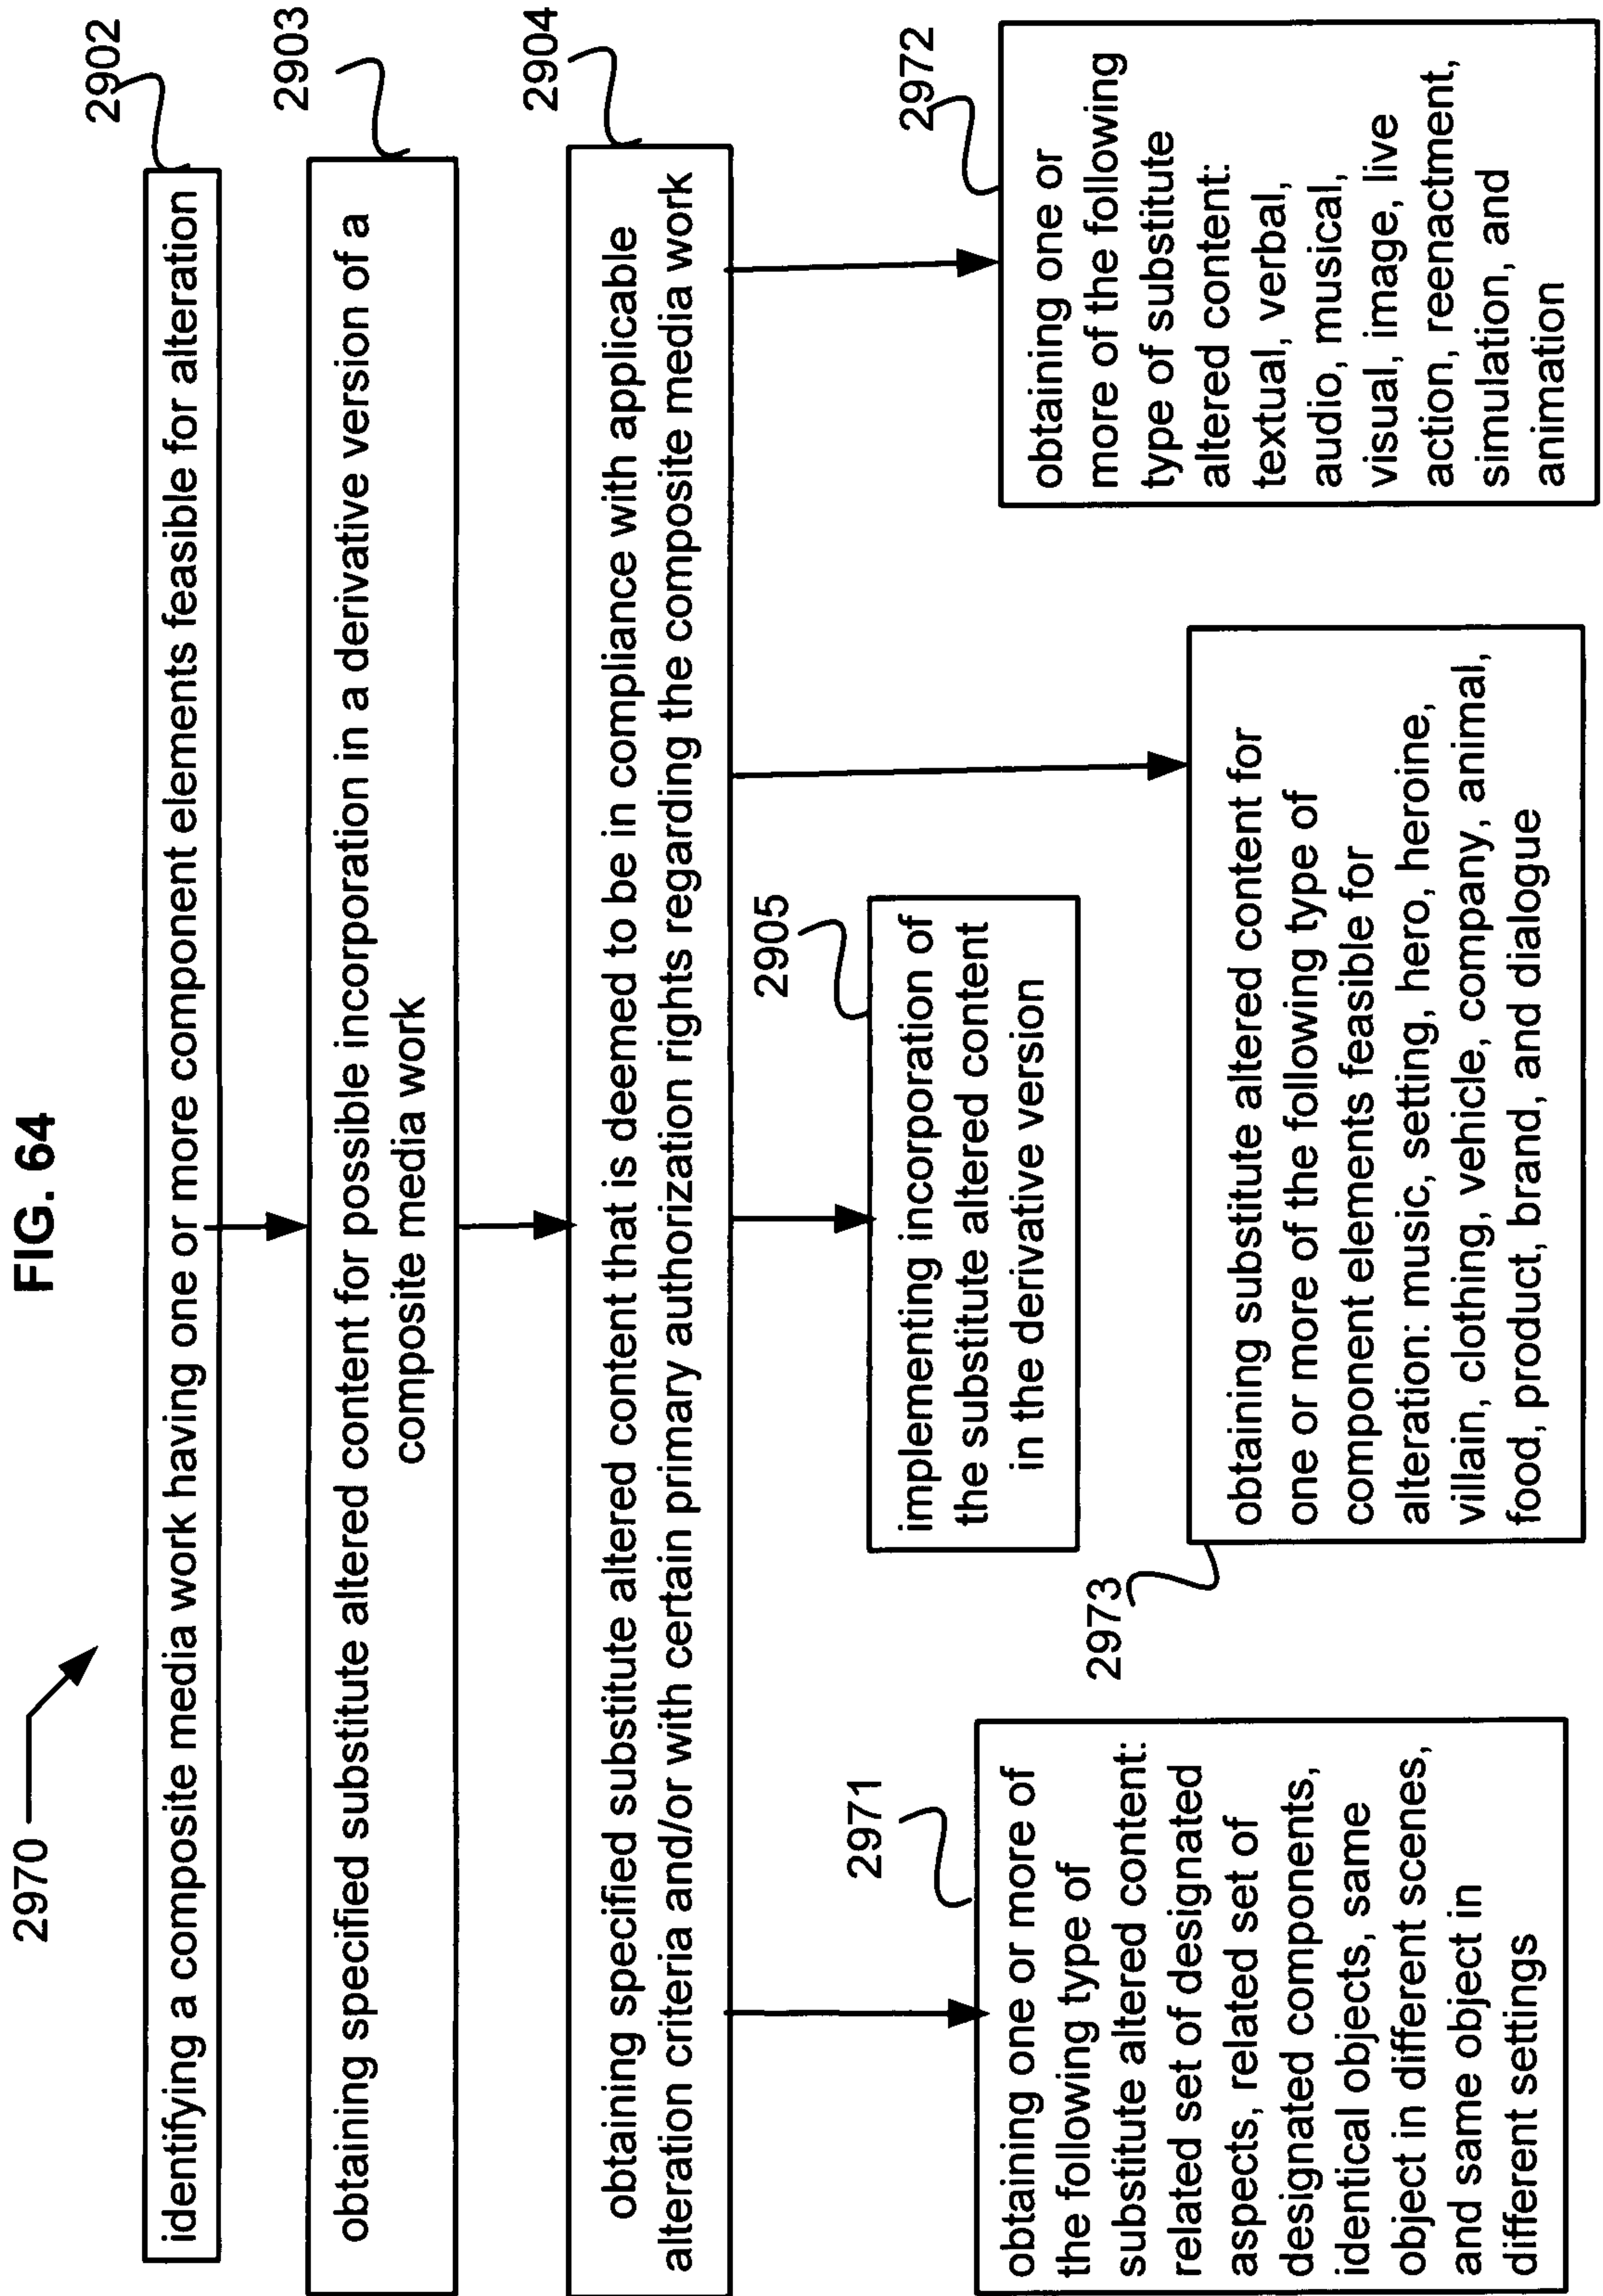 FIG. 64
2970
2902
identifying a composite media work having one or more component elements feasible for alteration
2903
obtaining specified substitute altered content for possible incorporation in a derivative version of a
composite media work
2904
obtaining specified substitute altered content that is deemed to be in compliance with applicable
alteration criteria and/or with certain primary authorization rights regarding the composite media work
2971
obtaining one or more of
the following type of
substitute altered content:
related set of designated
aspects, related set of
designated components,
identical objects, same
object in different scenes,
and same object in
different settings
2905
implementing incorporation of
the substitute altered content
in the derivative version
2973
obtaining substitute altered content for
one or more of the following type of
component elements feasible for
alteration: music, setting, hero, heroine,
villain, clothing, vehicle, company, animal,
food, product, brand, and dialogue
2972
obtaining one or
more of the following
type of substitute
altered content:
textual, verbal,
audio, musical,
visual, image, live
action, reenactment,
simulation, and
animation